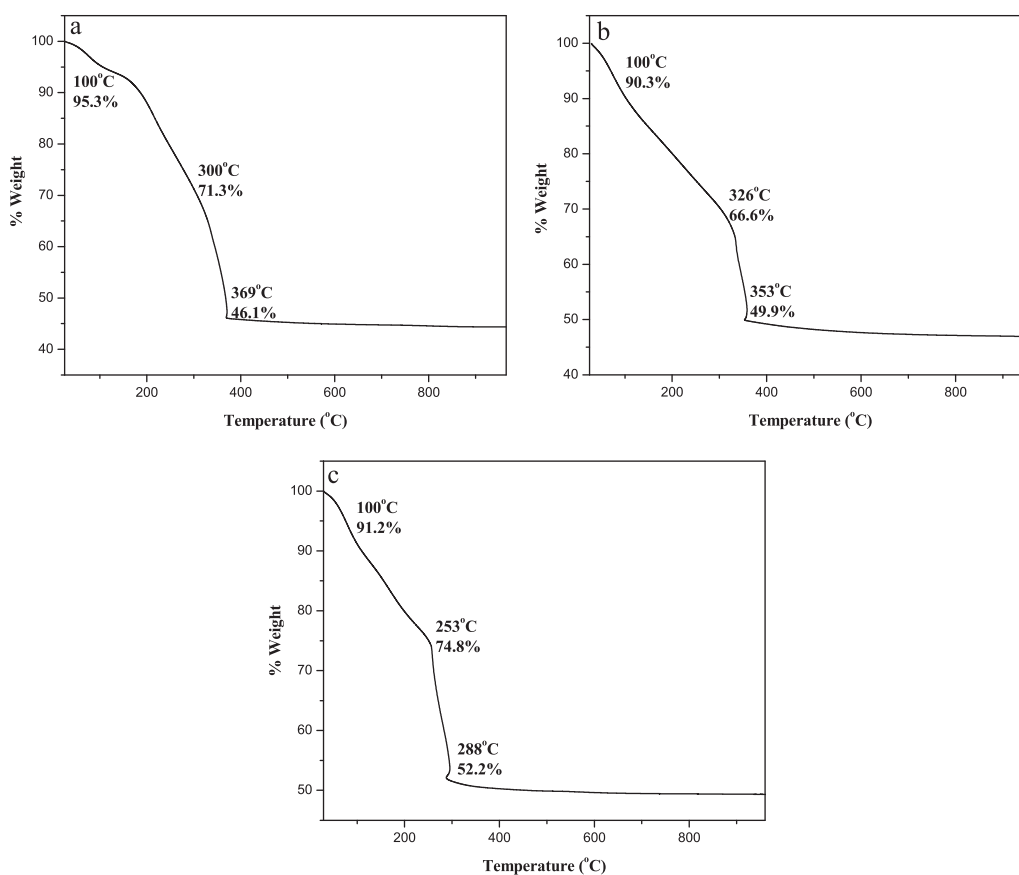 a
100
90
80
70
60
50
40
% Weight
100°C
95.3%
300°C
71.3%
369°C
46.1%
200
400
600
800
Temperature (°C)
b
100
90
80
70
60
50
40
% Weight
100°C
90.3%
326°C
66.6%
353°C
49.9%
200
400
600
800
Temperature (°C)
c
100
90
80
70
60
50
% Weight
100°C
91.2%
253°C
74.8%
288°C
52.2%
200
400
600
800
Temperature (°C)